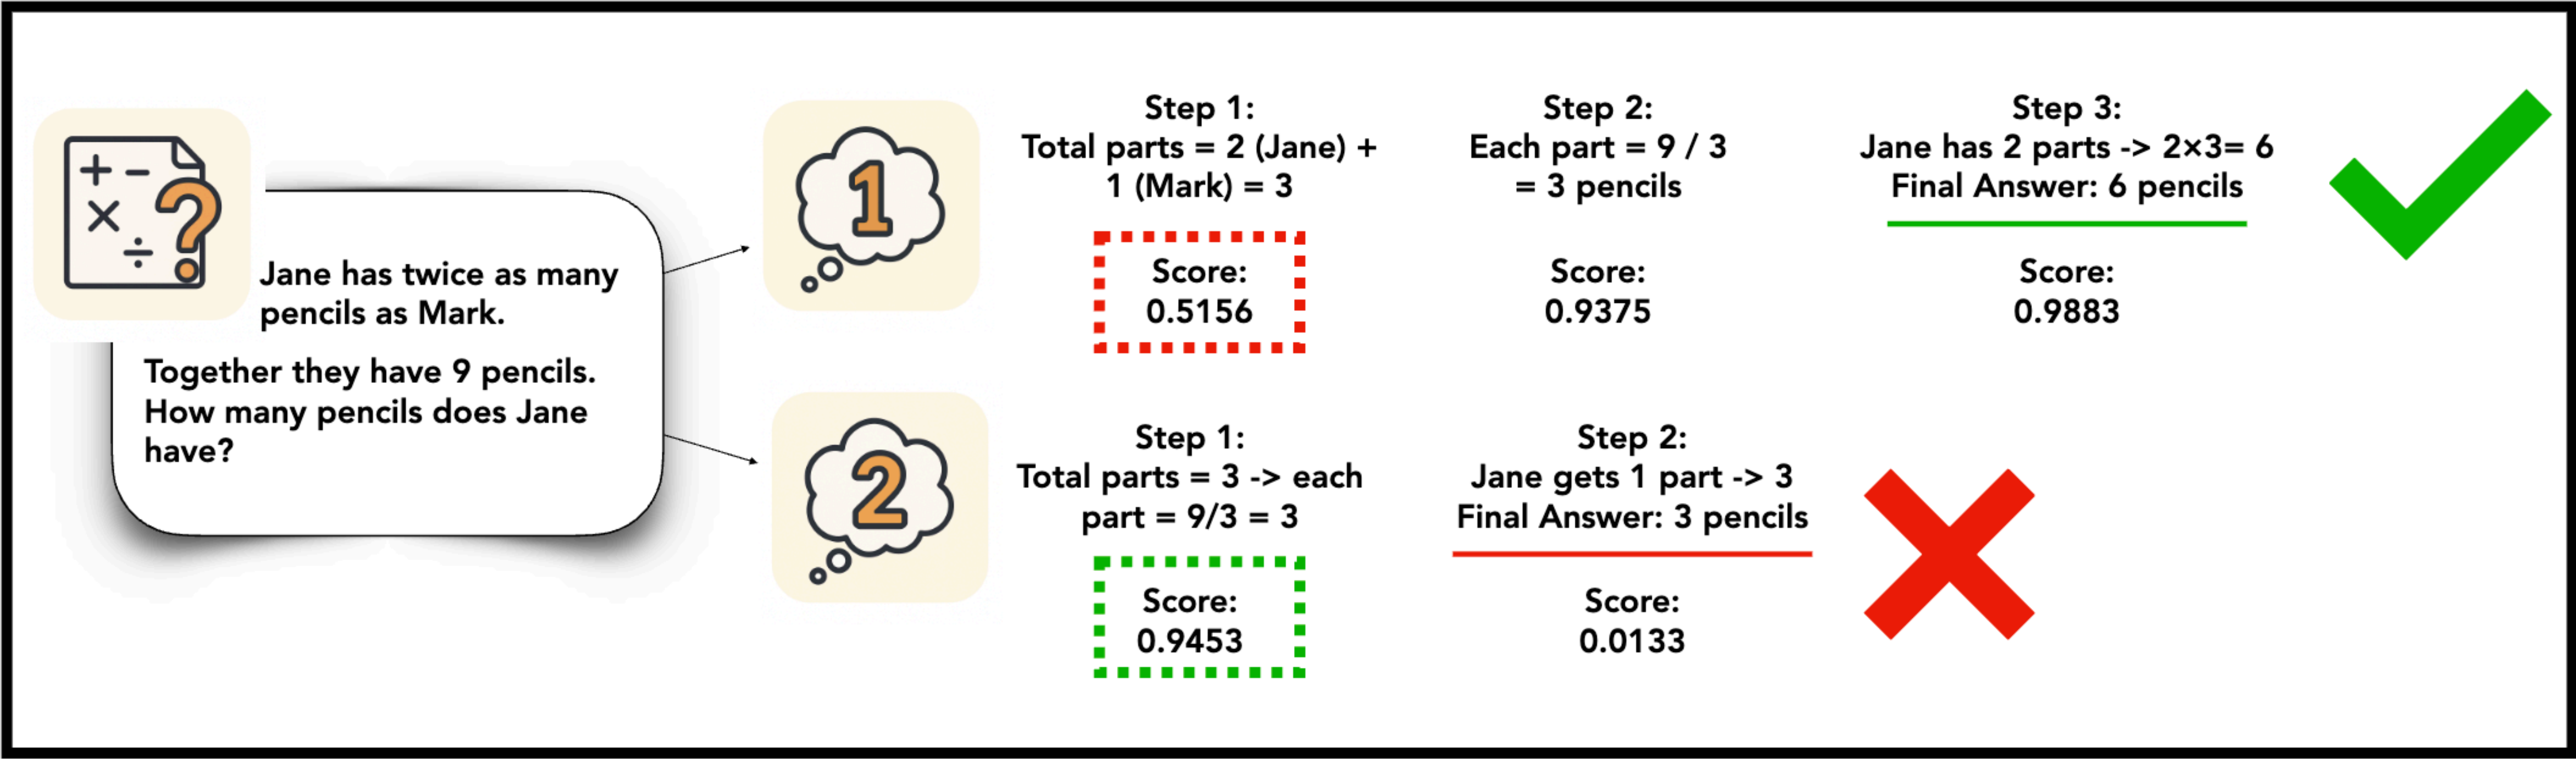 Jane has twice as many
pencils as Mark.
Together they have 9 pencils.
How many pencils does Jane
have?
1
Step 1:
Total parts = 2 (Jane) +
1 (Mark) = 3
Score:
0.5156
Step 2:
Each part = 9 / 3
= 3 pencils
Score:
0.9375
Step 3:
Jane has 2 parts -> 2×3= 6
Final Answer: 6 pencils
Score:
0.9883
2
Step 1:
Total parts = 3 -> each
part = 9/3 = 3
Score:
0.9453
Step 2:
Jane gets 1 part -> 3
Final Answer: 3 pencils
Score:
0.0133